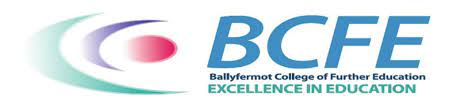 BCFE
Ballyfermot College of Further Education
EXCELLENCE IN EDUCATION